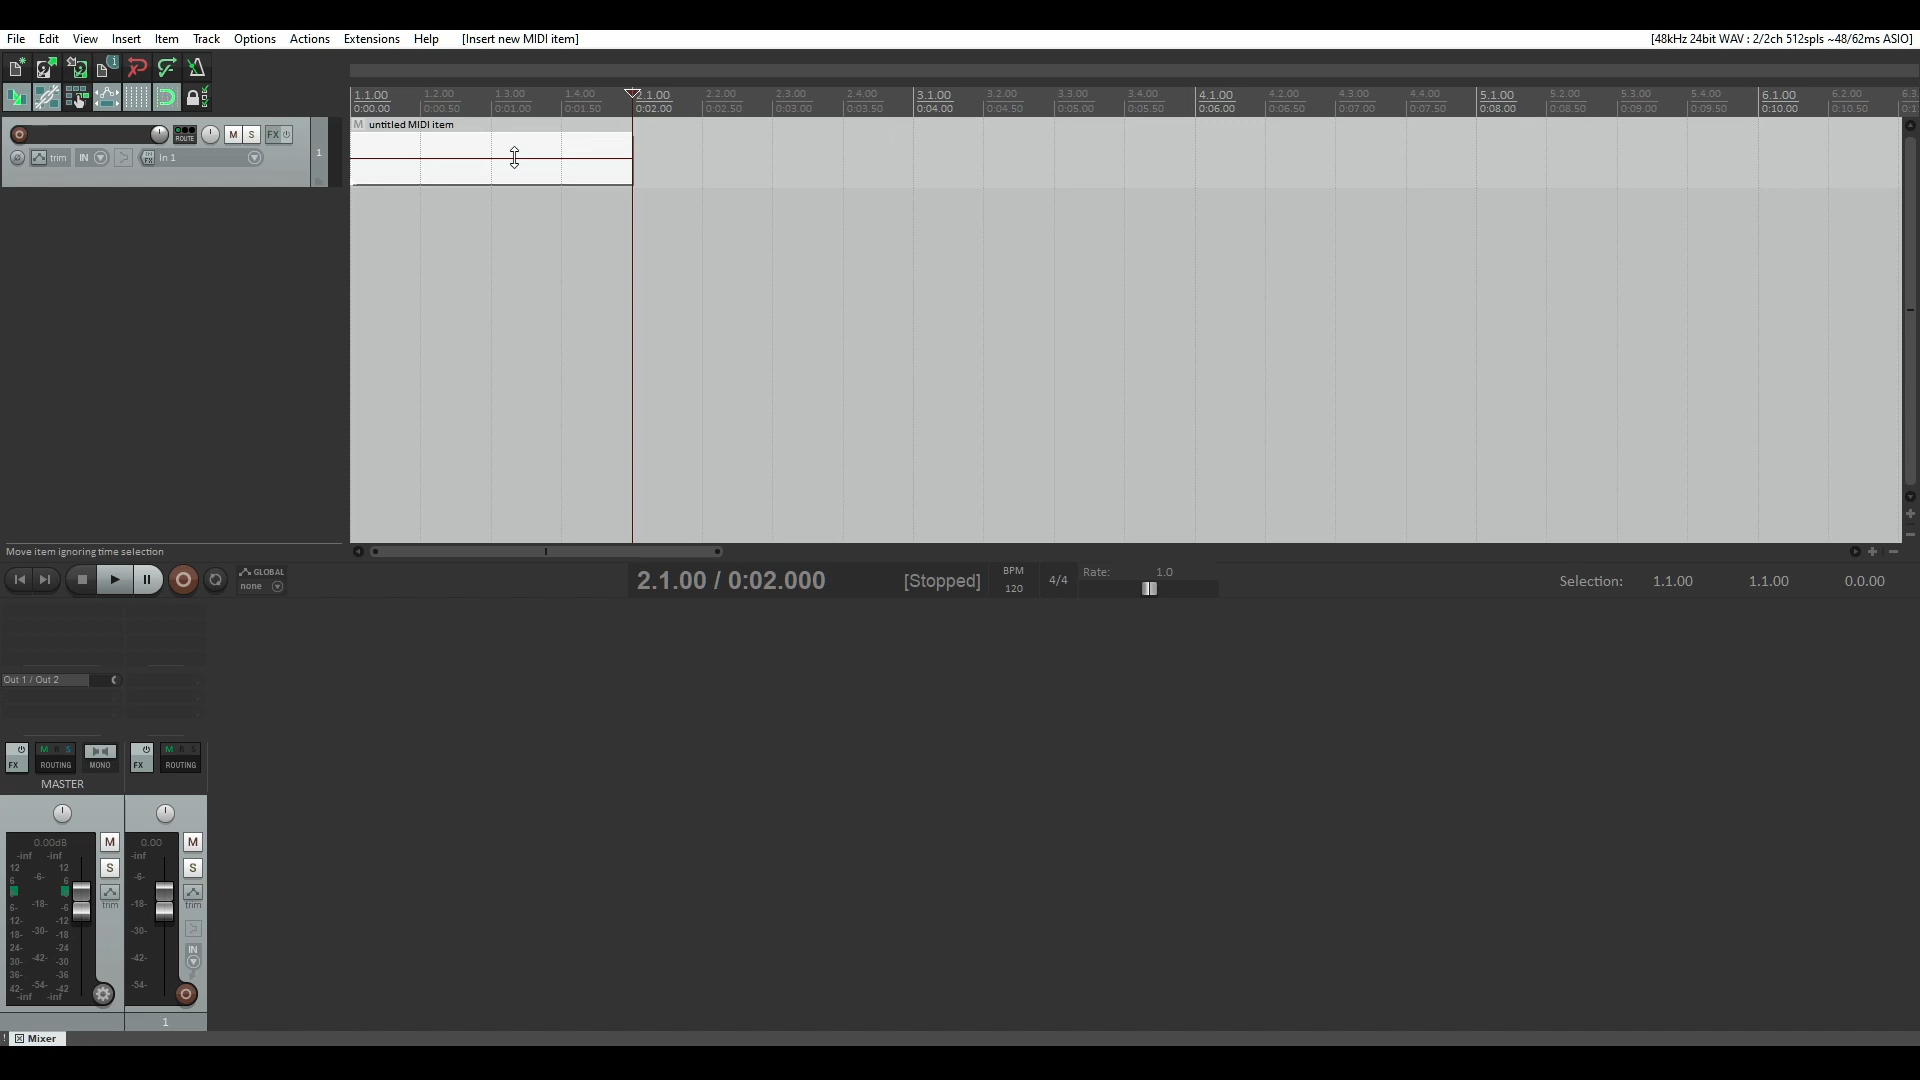 File Edit View Insert Item Track Options Actions Extensions Help [Insert new MIDI item] [48kHz 24bit WAV : 2/2ch 512spls ~48/62ms ASIO]
1.1.00 1.2.00 1.3.00 1.4.00 2.1.00 2.2.00 2.3.00 2.4.00 3.1.00 3.2.00 3.3.00 3.4.00 4.1.00 4.2.00 4.3.00 4.4.00 5.1.00 5.2.00 5.3.00 5.4.00 6.1.00 6.2.00 6.3.
0:00.00 0:00.50 0:01.00 0:01.50 0:02.00 0:02.50 0:03.00 0:03.50 0:04.00 0:04.50 0:05.00 0:05.50 0:06.00 0:06.50 0:07.00 0:07.50 0:08.00 0:08.50 0:09.00 0:09.50 0:10.00 0:10.50
M untitled MIDI item
ROUTE M S FX
trim IN IN FX In 1
1
Move item ignoring time selection
GLOBAL
none
2.1.00 / 0:02.000 [Stopped]
BPM
120
4/4
Rate: 1.0
Selection: 1.1.00 1.1.00 0.0.00
Out 1 / Out 2
M R S M R S
FX ROUTING MONO FX ROUTING
MASTER
0.00dB M 0.00 M
-inf -inf -inf
12 12 S S
6 -6- 6 -6-
trim trim
6- -18- -6 -18-
12- -12
18- -30- -18 -30-
24- -24 IN
30- -42- -30 -42-
36- -36
42- -54- -42 -54-
-inf -inf
1
Mixer